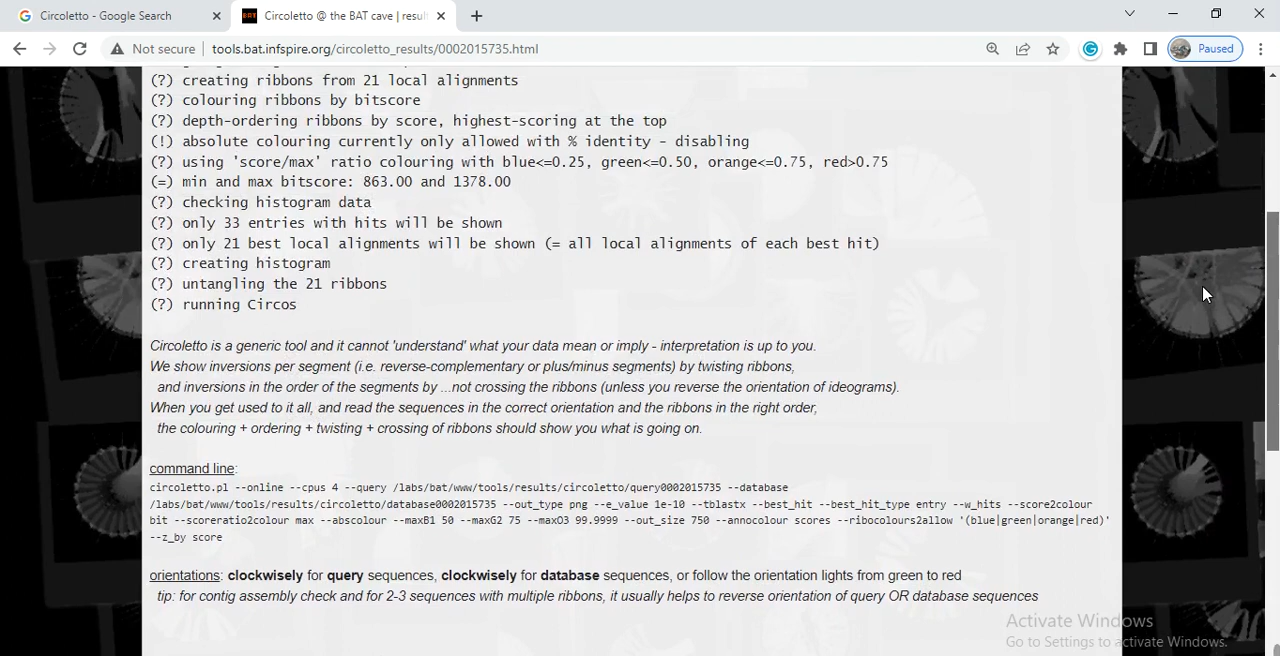 Circoletto - Google Search
BAT
Circoletto @ the BAT cave | resul
Not secure
tools.bat.infspire.org/circoletto_results/0002015735.html
Paused
(?) creating ribbons from 21 local alignments
(?) colouring ribbons by bitscore
(?) depth-ordering ribbons by score, highest-scoring at the top
(!) absolute colouring currently only allowed with % identity - disabling
(?) using 'score/max' ratio colouring with blue<=0.25, green<=0.50, orange<=0.75, red>0.75
(=) min and max bitscore: 863.00 and 1378.00
(?) checking histogram data
(?) only 33 entries with hits will be shown
(?) only 21 best local alignments will be shown (= all local alignments of each best hit)
(?) creating histogram
(?) untangling the 21 ribbons
(?) running Circos
Circoletto is a generic tool and it cannot 'understand' what your data mean or imply - interpretation is up to you.
We show inversions per segment (i.e. reverse-complementary or plus/minus segments) by twisting ribbons,
and inversions in the order of the segments by ...not crossing the ribbons (unless you reverse the orientation of ideograms).
When you get used to it all, and read the sequences in the correct orientation and the ribbons in the right order,
the colouring + ordering + twisting + crossing of ribbons should show you what is going on.
command line:
circoletto.pl --online --cpus 4 --query /labs/bat/www/tools/results/circoletto/query0002015735 --database
/labs/bat/www/tools/results/circoletto/database0002015735 --out_type png --e_value 1e-10 --tblastx --best_hit --best_hit_type entry --w_hits --score2colour
bit --scoreratio2colour max --abscolour --maxB1 50 --maxG2 75 --maxO3 99.9999 --out_size 750 --annocolour scores --ribocolours2allow '(blue|green|orange|red)'
--z_by score
orientations: clockwisely for query sequences, clockwisely for database sequences, or follow the orientation lights from green to red
tip: for contig assembly check and for 2-3 sequences with multiple ribbons, it usually helps to reverse orientation of query OR database sequences
Activate Windows
Go to Settings to activate Windows.